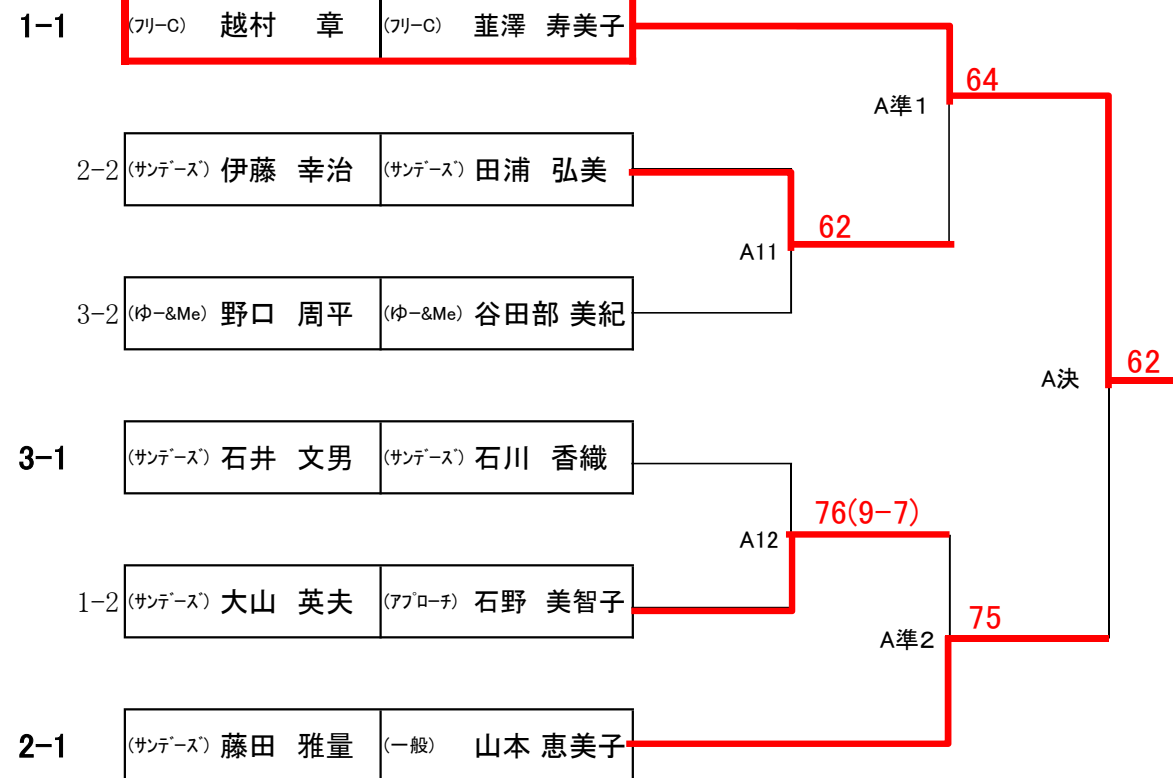 1-1 (フリーC) 越村 章 (フリーC) 韮澤 寿美子
64
A準1
2-2 (サンデーズ) 伊藤 幸治 (サンデーズ) 田浦 弘美
62
A11
3-2 (ゆー&Me) 野口 周平 (ゆー&Me) 谷田部 美紀
62
A決
3-1 (サンデーズ) 石井 文男 (サンデーズ) 石川 香織
76(9-7)
A12
1-2 (サンデーズ) 大山 英夫 (アプローチ) 石野 美智子
75
A準2
2-1 (サンデーズ) 藤田 雅量 (一般) 山本 恵美子